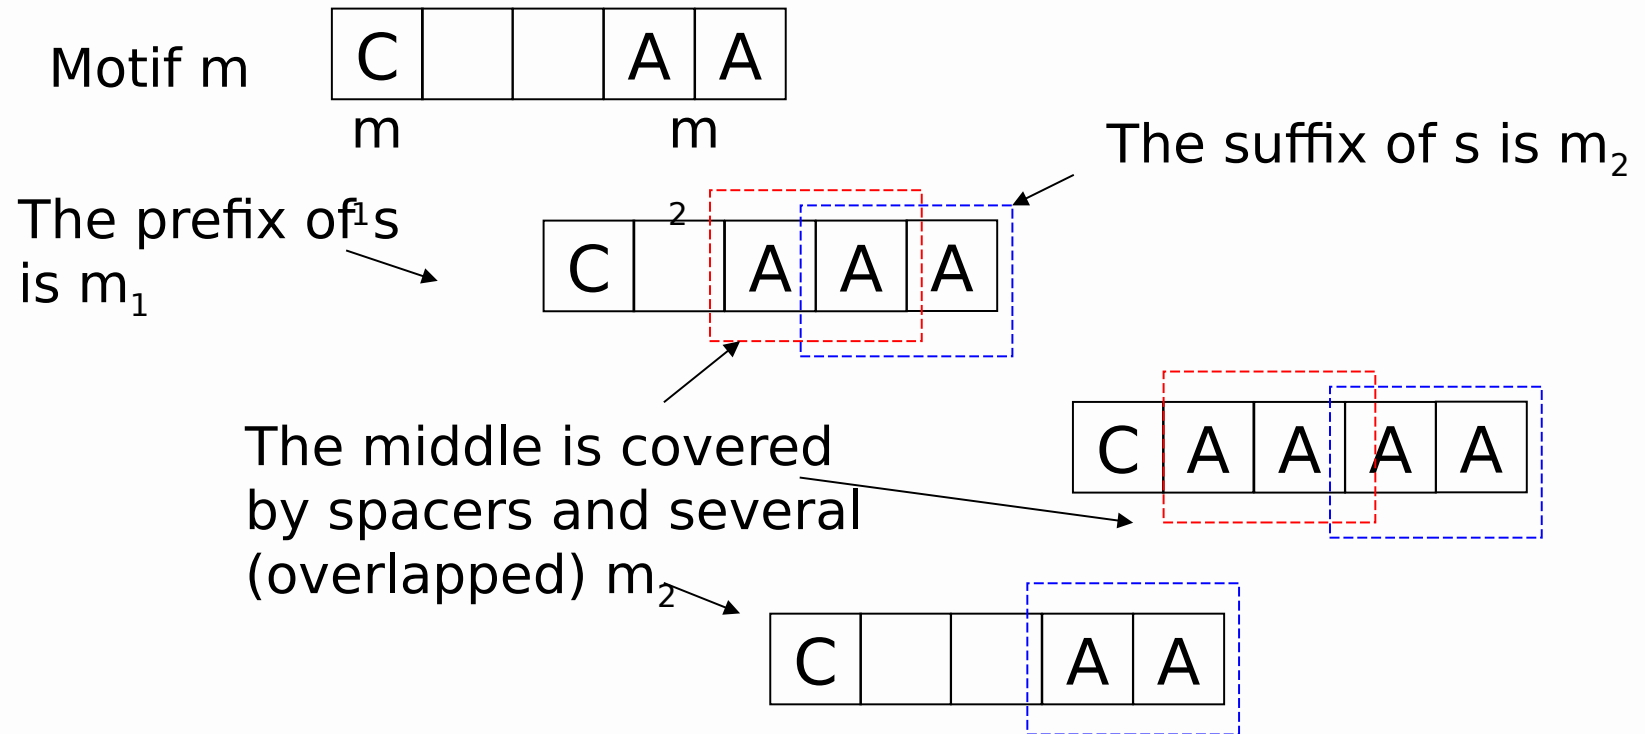 Motif m
C A A
m m
1
2
The suffix of s is m2
The prefix of s
is m1
C A A A
The middle is covered
by spacers and several
(overlapped) m2
C A A A A
C A A